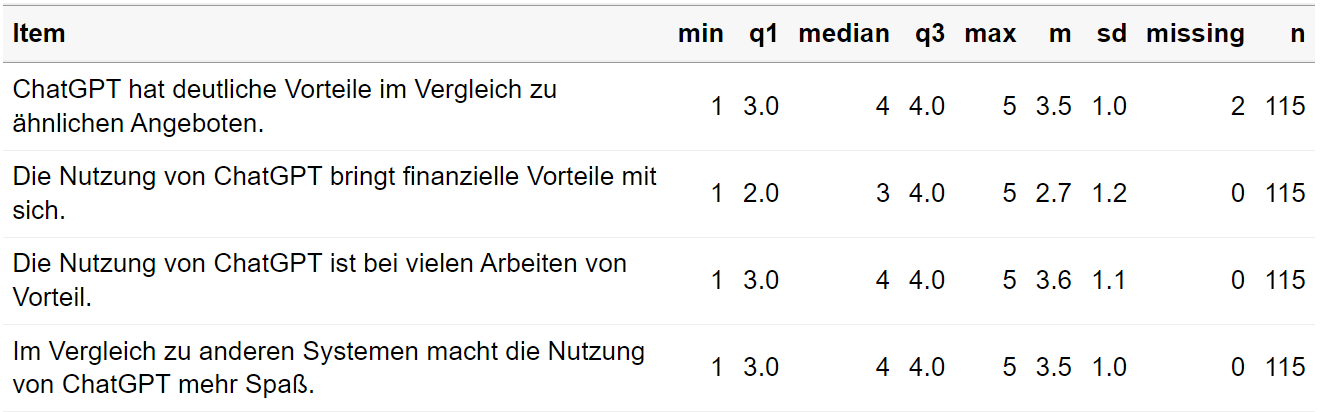 Item min q1 median q3 max m sd missing n
ChatGPT hat deutliche Vorteile im Vergleich zu
ähnlichen Angeboten. 1 3.0 4 4.0 5 3.5 1.0 2 115
Die Nutzung von ChatGPT bringt finanzielle Vorteile mit
sich. 1 2.0 3 4.0 5 2.7 1.2 0 115
Die Nutzung von ChatGPT ist bei vielen Arbeiten von
Vorteil. 1 3.0 4 4.0 5 3.6 1.1 0 115
Im Vergleich zu anderen Systemen macht die Nutzung
von ChatGPT mehr Spaß. 1 3.0 4 4.0 5 3.5 1.0 0 115